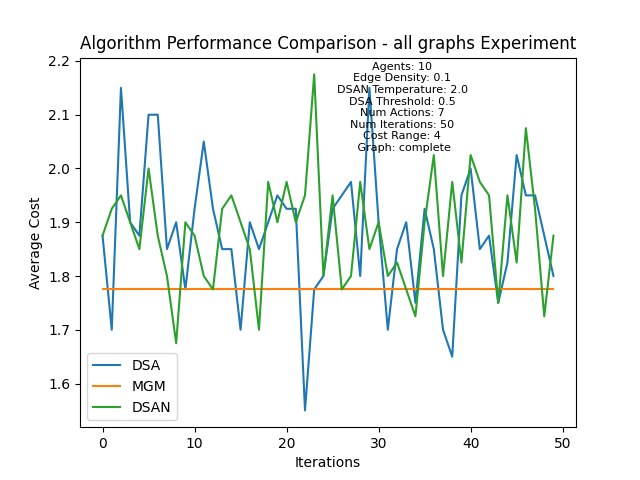 Algorithm Performance Comparison - all graphs Experiment
Agents: 10
Edge Density: 0.1
DSAN Temperature: 2.0
DSA Threshold: 0.5
Num Actions: 7
Num Iterations: 50
Cost Range: 4
Graph: complete
Average Cost
2.2
2.1
2.0
1.9
1.8
1.7
1.6
DSA
MGM
DSAN
0 10 20 30 40 50
Iterations